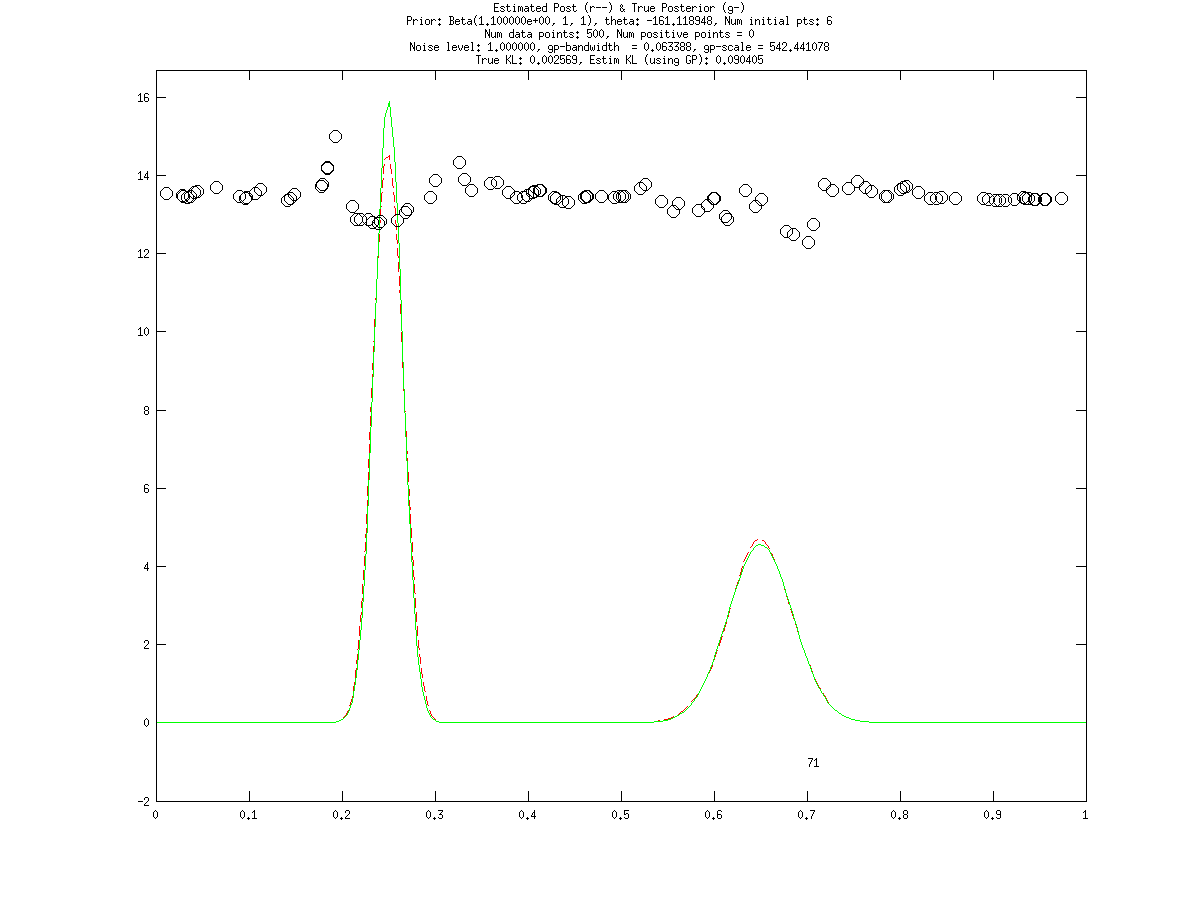 Estimated Post (r--) & True Posterior (g-)
Prior: Beta(1.100000e+00, 1, 1), theta: -161.118948, Num initial pts: 6
Num data points: 500, Num positive points = 0
Noise level: 1.000000, gp-bandwidth  = 0.063388, gp-scale = 542.441078
True KL: 0.002569, Estim KL (using GP): 0.090405
16
14
12
10
8
6
4
2
0
71
-2
0 0.1 0.2 0.3 0.4 0.5 0.6 0.7 0.8 0.9 1